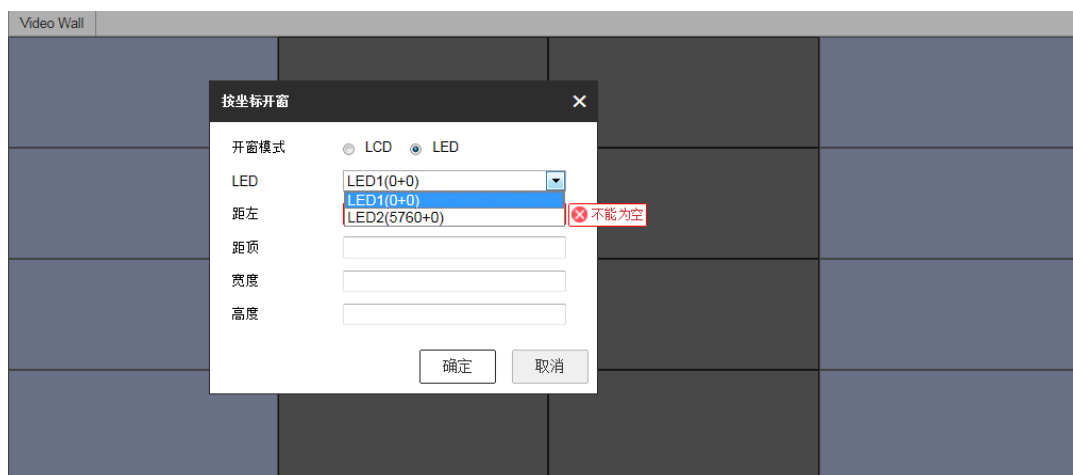 Video Wall
按坐标开窗
开窗模式 LCD LED
LED LED1(0+0)
LED1(0+0)
LED2(5760+0)
距左 不能为空
距顶
宽度
高度
确定 取消